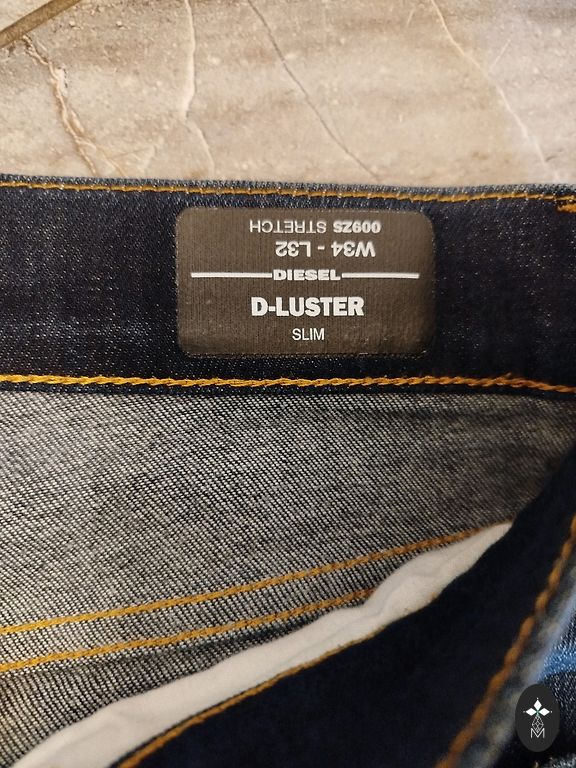 009ZS STRETCH
W34 - L32
DIESEL
D-LUSTER
SLIM